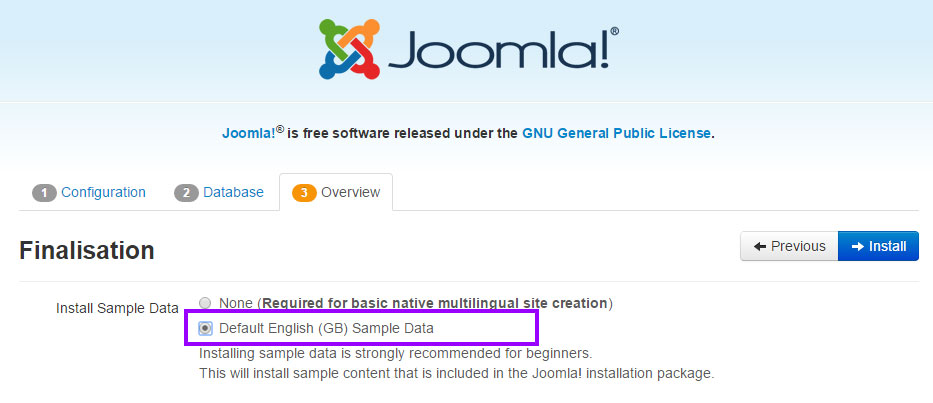 Joomla!®
Joomla!® is free software released under the GNU General Public License.
1 Configuration 2 Database 3 Overview
Finalisation
Previous Install
Install Sample Data None (Required for basic native multilingual site creation)
Default English (GB) Sample Data
Installing sample data is strongly recommended for beginners.
This will install sample content that is included in the Joomla! installation package.